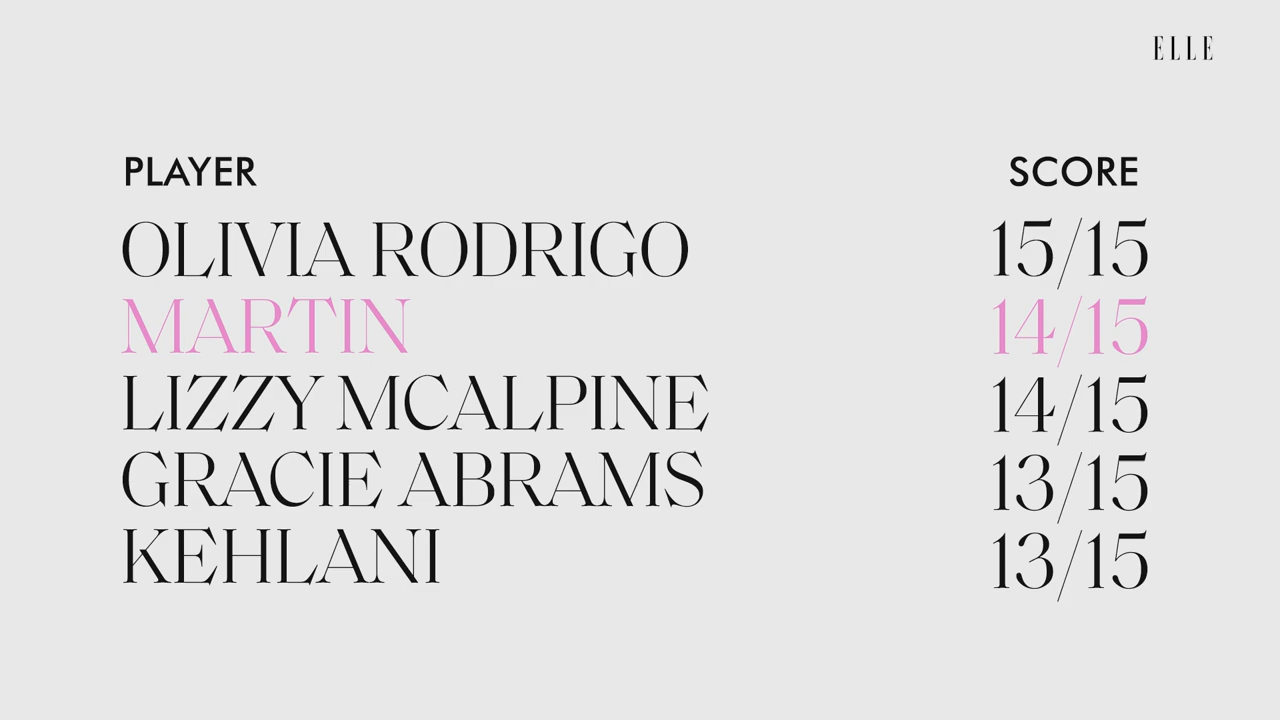 ELLE
PLAYER SCORE
OLIVIA RODRIGO 15/15
MARTIN 14/15
LIZZY MCALPINE 14/15
GRACIE ABRAMS 13/15
KEHLANI 13/15